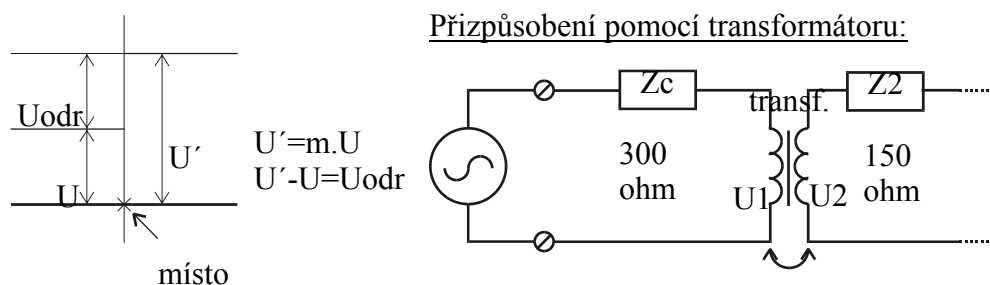 Přizpůsobení pomocí transformátoru:
Uodr
U
U´
U´=m.U
U´-U=Uodr
místo
Zc
300
ohm
transf.
U1
U2
Z2
150
ohm